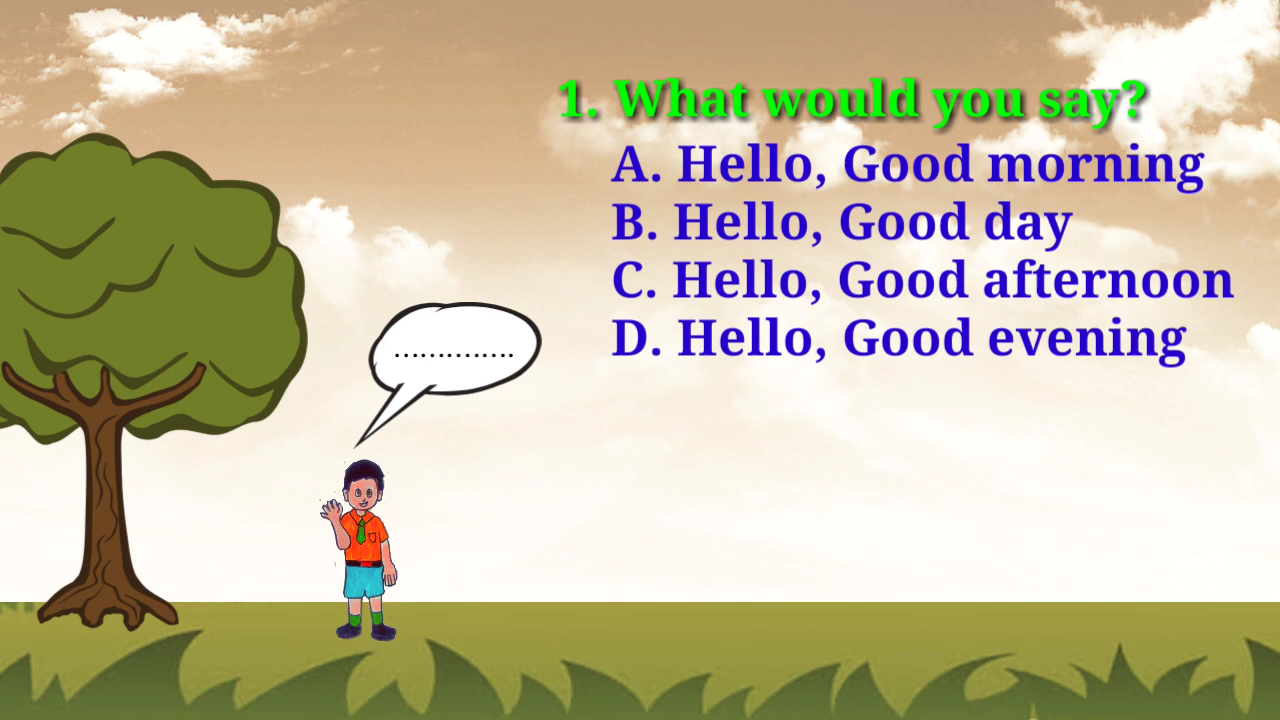 1. What would you say?
A. Hello, Good morning
B. Hello, Good day
C. Hello, Good afternoon
D. Hello, Good evening
..............